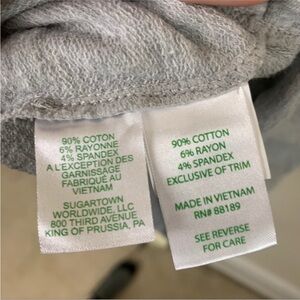 90% COTON
6% RAYONNE
4% SPANDEX
A L'EXCEPTION DES
GARNISSAGE
FABRIQUÉ AU
VIETNAM
SUGARTOWN
WORLDWIDE, LLC
800 THIRD AVENUE
KING OF PRUSSIA, PA
90% COTTON
6% RAYON
4% SPANDEX
EXCLUSIVE OF TRIM
MADE IN VIETNAM
RN# 88189
SEE REVERSE
FOR CARE